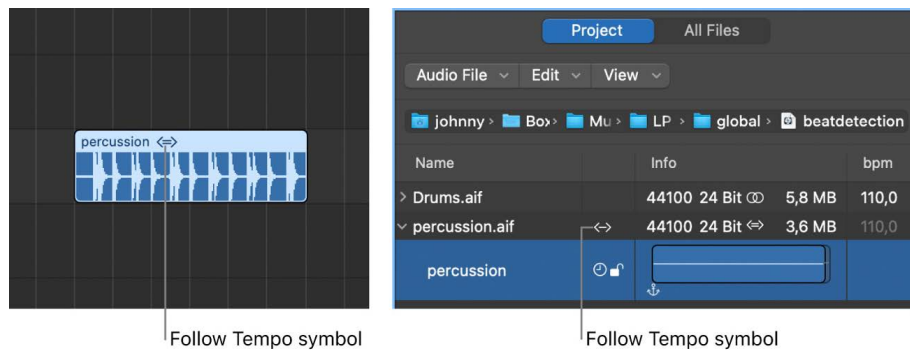 percussion
Follow Tempo symbol
Project All Files
Audio File Edit View
johnny Box Mu LP global beatdetection
Name Info bpm
Drums.aif 44100 24 Bit 5,8 MB 110,0
percussion.aif 44100 24 Bit 3,6 MB 110,0
percussion
Follow Tempo symbol